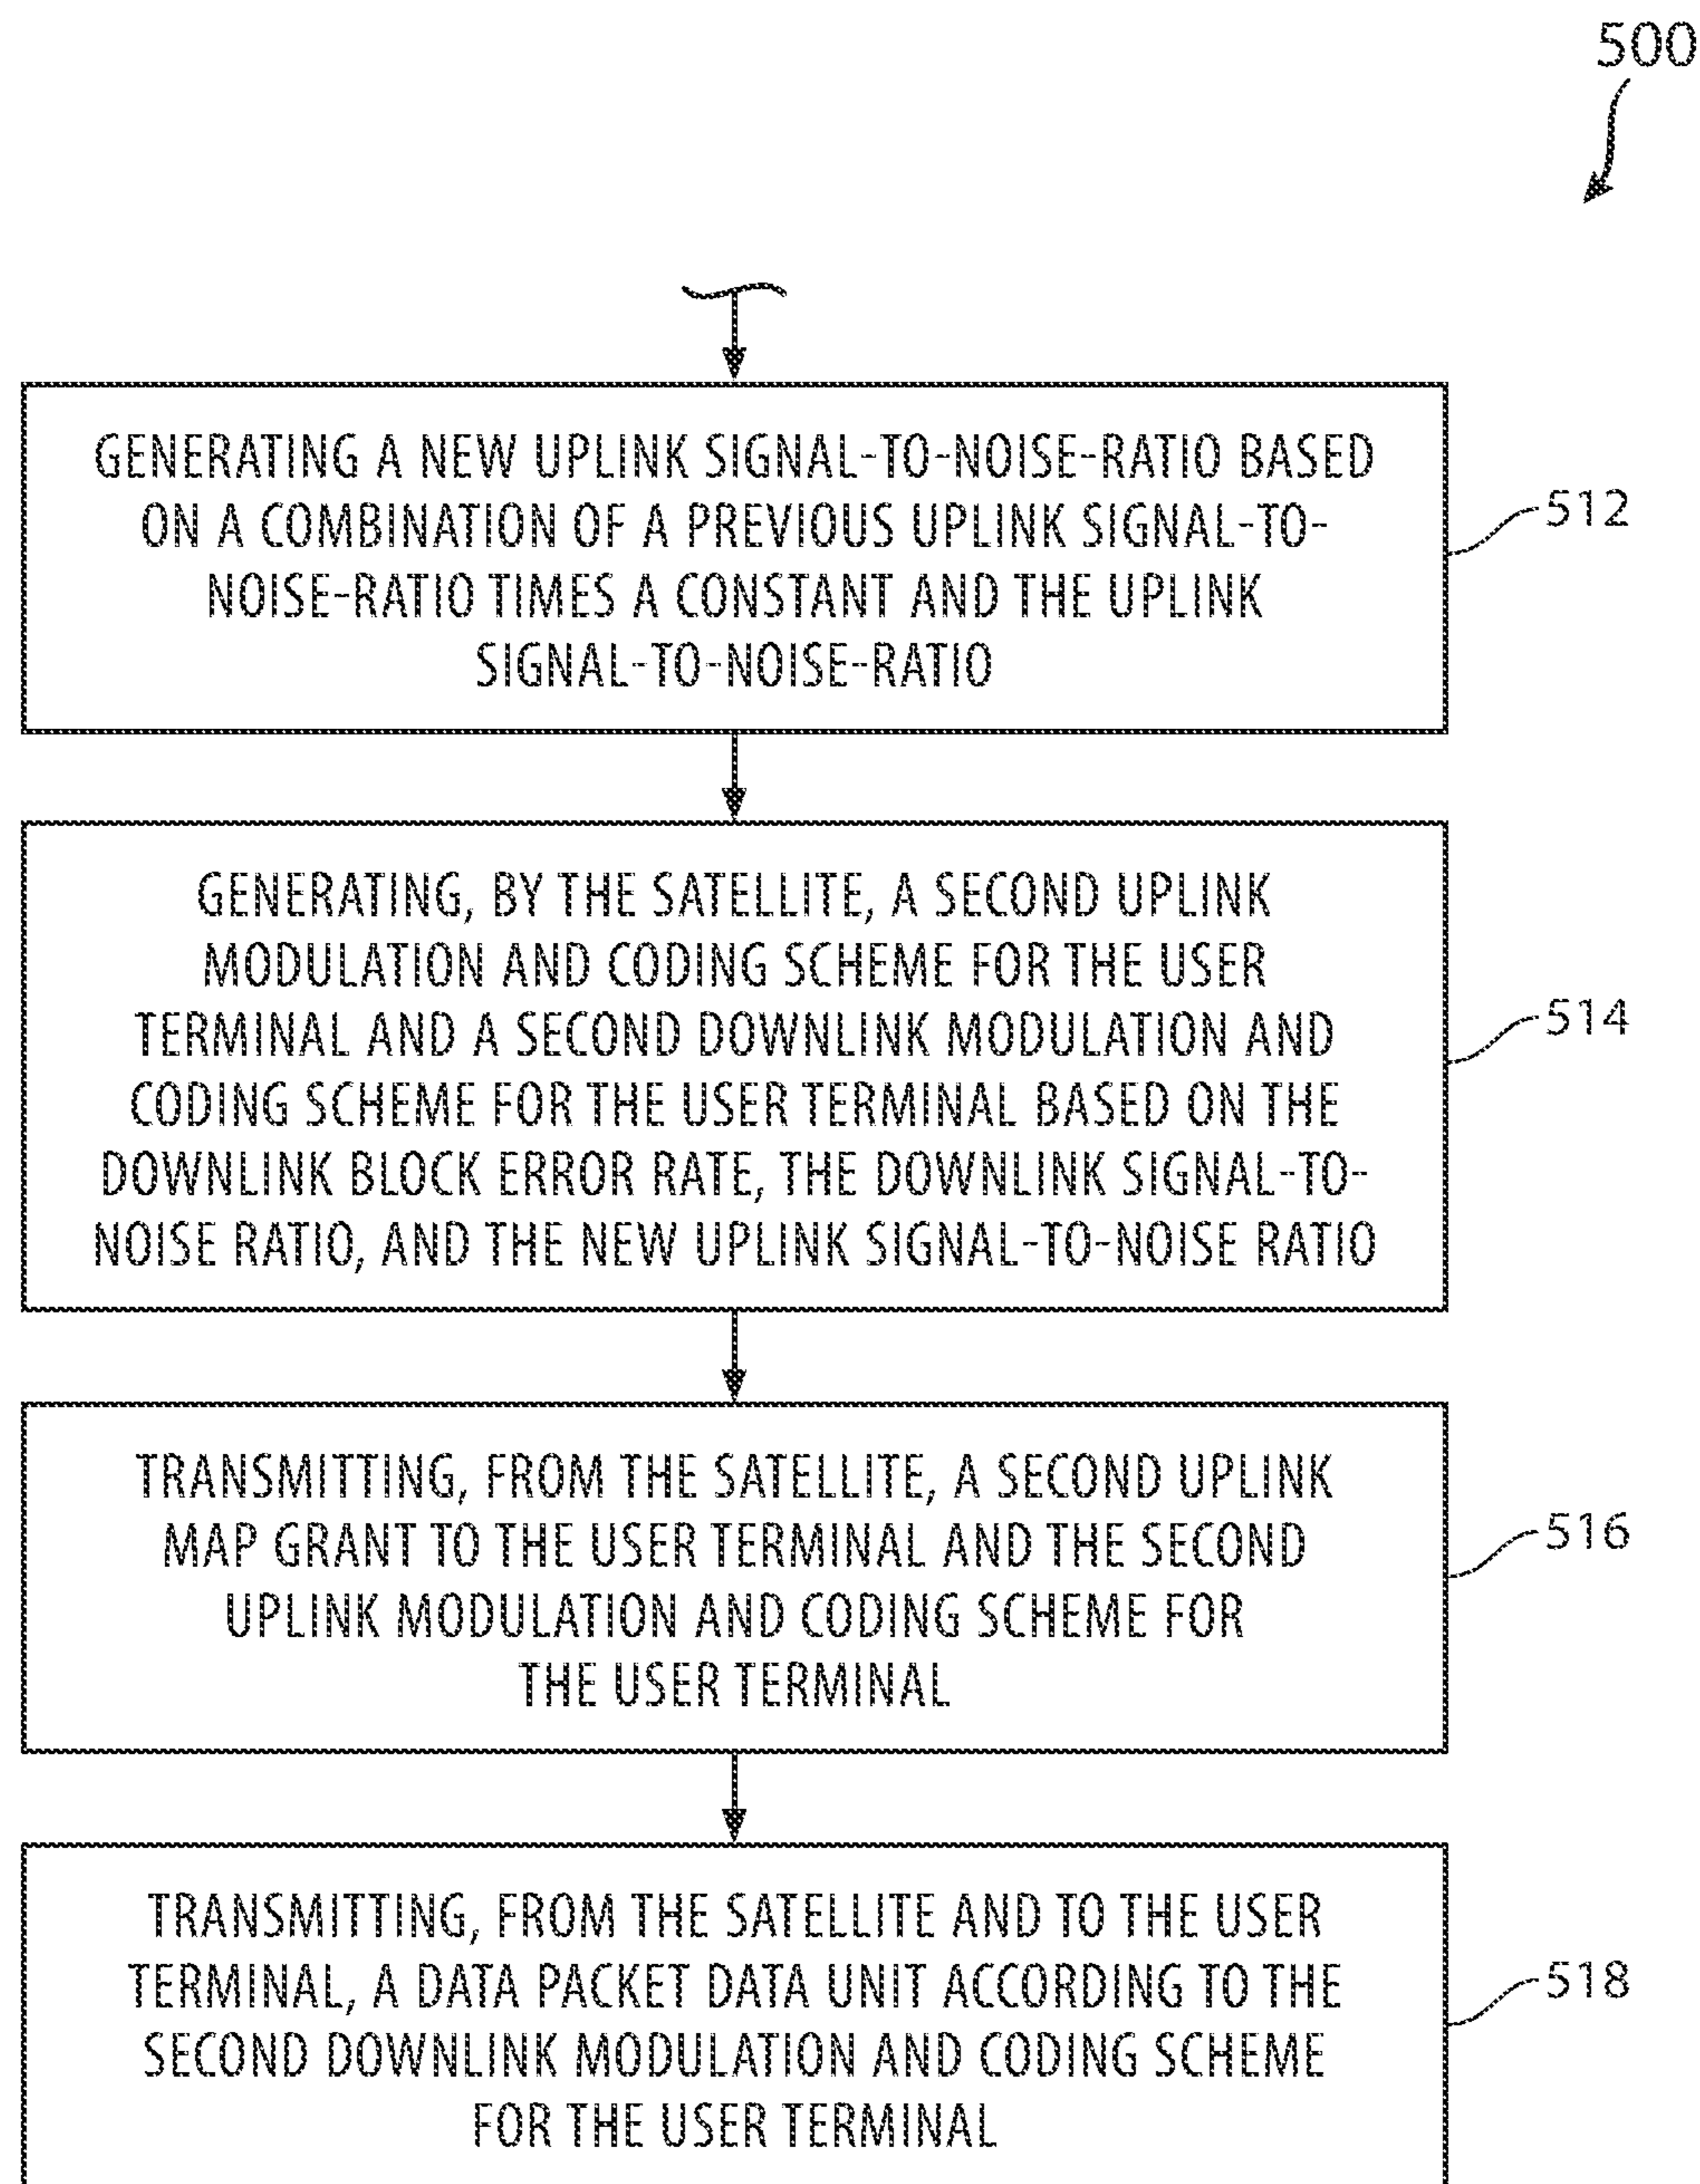 500
GENERATING A NEW UPLINK SIGNAL-TO-NOISE-RATIO BASED
ON A COMBINATION OF A PREVIOUS UPLINK SIGNAL-TO-
NOISE-RATIO TIMES A CONSTANT AND THE UPLINK
SIGNAL-TO-NOISE-RATIO
512
GENERATING, BY THE SATELLITE, A SECOND UPLINK
MODULATION AND CODING SCHEME FOR THE USER
TERMINAL AND A SECOND DOWNLINK MODULATION AND
CODING SCHEME FOR THE USER TERMINAL BASED ON THE
DOWNLINK BLOCK ERROR RATE, THE DOWNLINK SIGNAL-TO-
NOISE RATIO, AND THE NEW UPLINK SIGNAL-TO-NOISE RATIO
514
TRANSMITTING, FROM THE SATELLITE, A SECOND UPLINK
MAP GRANT TO THE USER TERMINAL AND THE SECOND
UPLINK MODULATION AND CODING SCHEME FOR
THE USER TERMINAL
516
TRANSMITTING, FROM THE SATELLITE AND TO THE USER
TERMINAL, A DATA PACKET DATA UNIT ACCORDING TO THE
SECOND DOWNLINK MODULATION AND CODING SCHEME
FOR THE USER TERMINAL
518